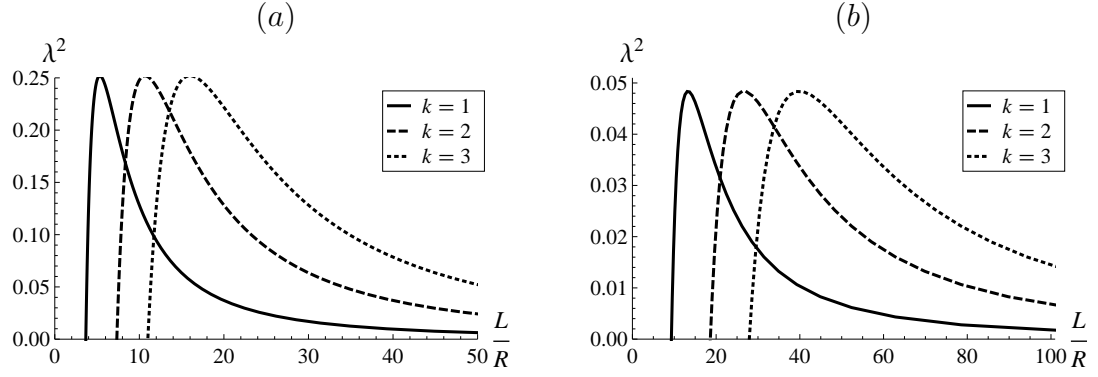 (a)
λ²
0.25
0.20
0.15
0.10
0.05
0.00
0 10 20 30 40 50
L
R
k = 1
k = 2
k = 3
(b)
λ²
0.05
0.04
0.03
0.02
0.01
0.00
0 20 40 60 80 100
L
R
k = 1
k = 2
k = 3